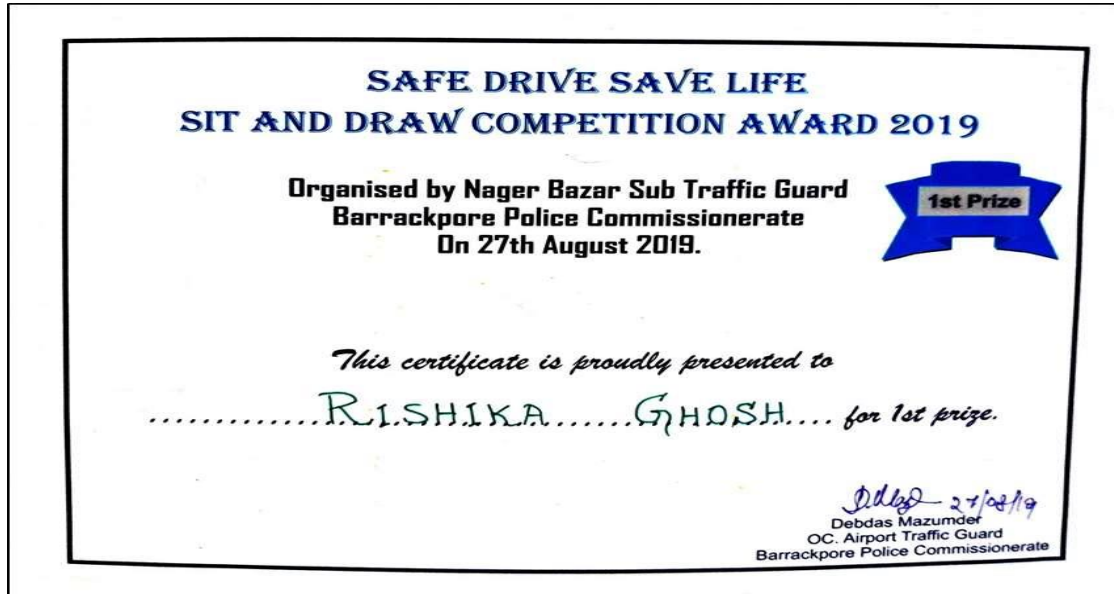 SAFE DRIVE SAVE LIFE
SIT AND DRAW COMPETITION AWARD 2019
Organised by Nager Bazar Sub Traffic Guard
Barrackpore Police Commissionerate
On 27th August 2019.
1st Prize
This certificate is proudly presented to
..............RISHIKA.......GHOSH.... for 1st prize.
27/08/19
Debdas Mazumder
OC. Airport Traffic Guard
Barrackpore Police Commissionerate